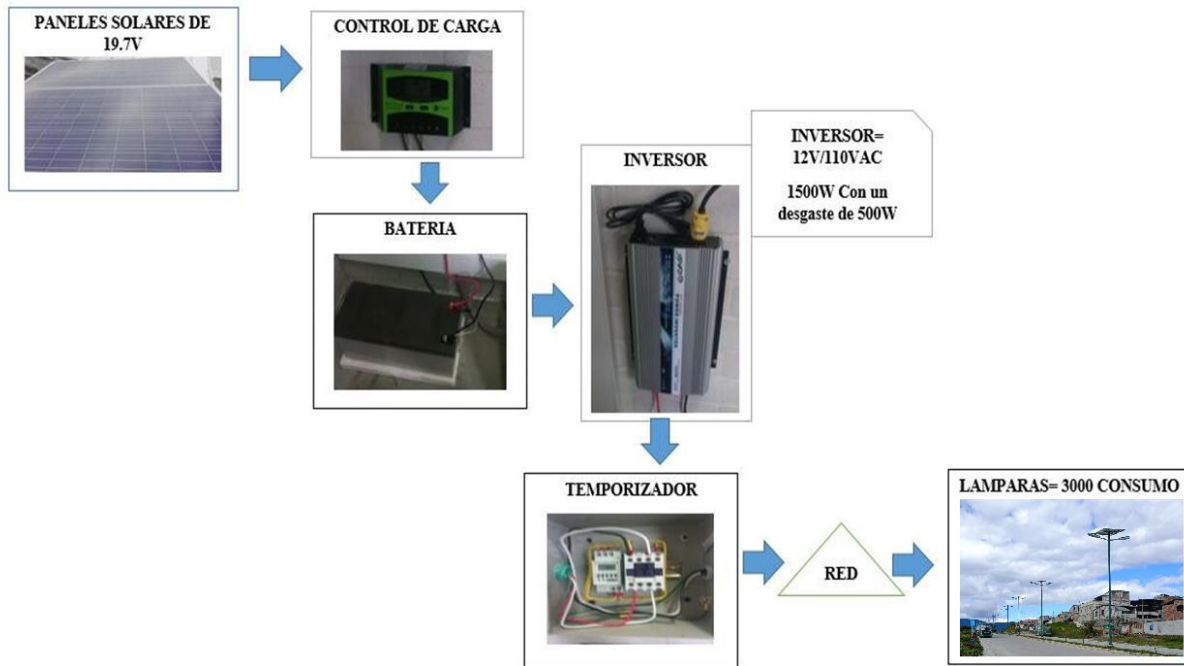 PANELES SOLARES DE
19.7V
CONTROL DE CARGA
BATERIA
INVERSOR
INVERSOR=
12V/110VAC
1500W Con un
desgaste de 500W
TEMPORIZADOR
RED
LAMPARAS= 3000 CONSUMO